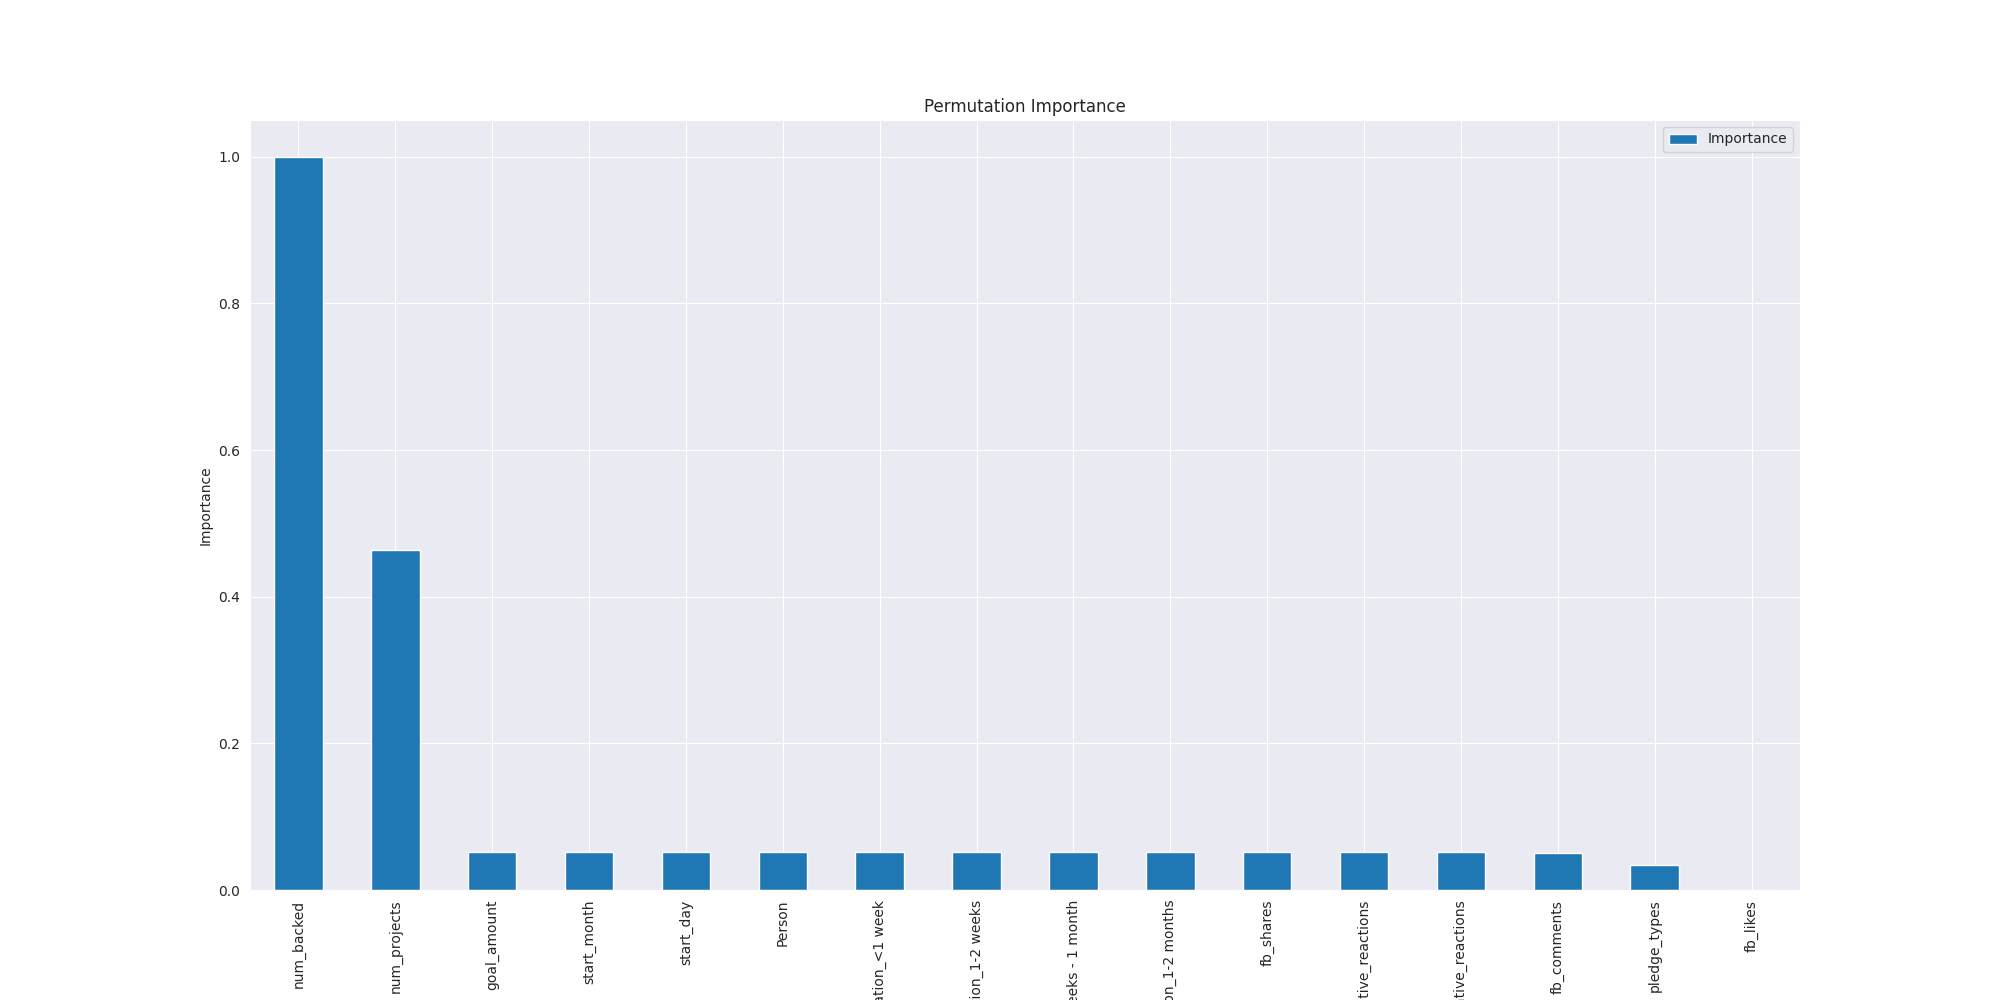 Permutation Importance
Importance
1.0
0.8
0.6
0.4
0.2
0.0
Importance
num_backed
num_projects
goal_amount
start_month
start_day
Person
ation_<1 week
ion_1-2 weeks
eeks - 1 month
on_1-2 months
fb_shares
tive_reactions
tive_reactions
fb_comments
pledge_types
fb_likes